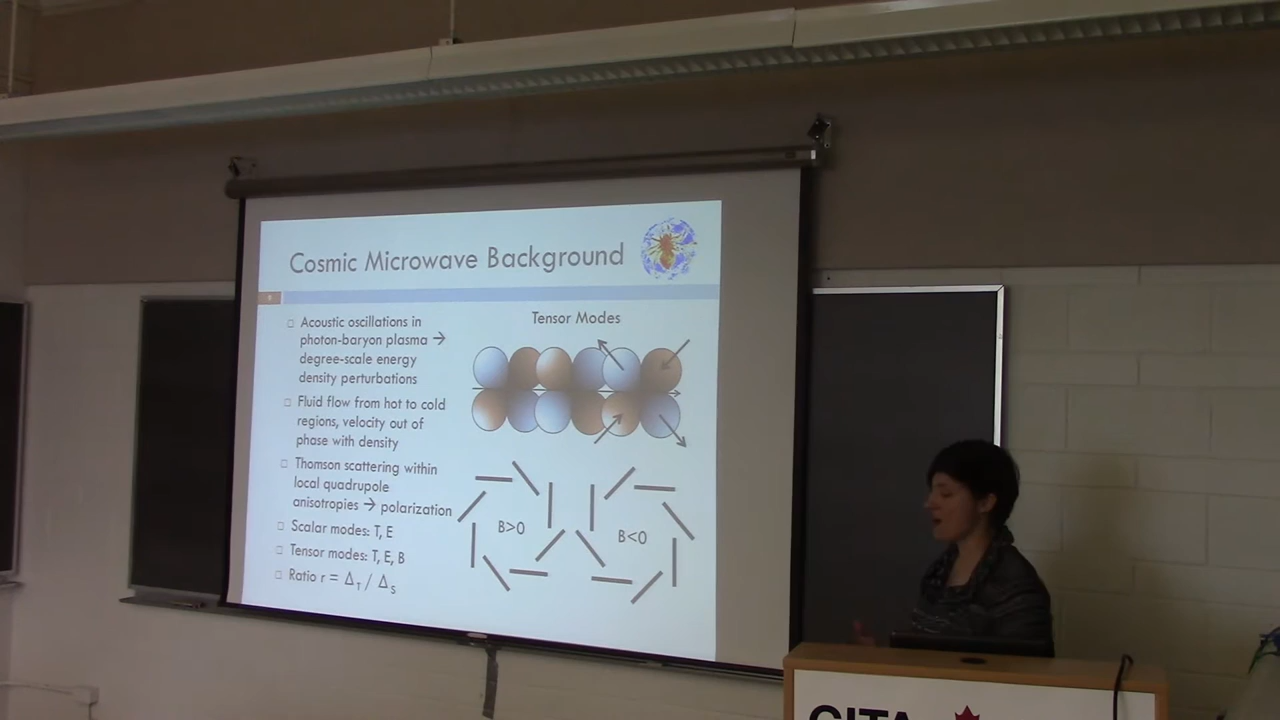 Cosmic Microwave Background
Acoustic oscillations in
photon-baryon plasma →
degree-scale energy
density perturbations
Fluid flow from hot to cold
regions, velocity out of
phase with density
Thomson scattering within
local quadrupole
anisotropies → polarization
Scalar modes: T, E
Tensor modes: T, E, B
Ratio r = Δ_T / Δ_S
Tensor Modes
B>0
B<0
CITA